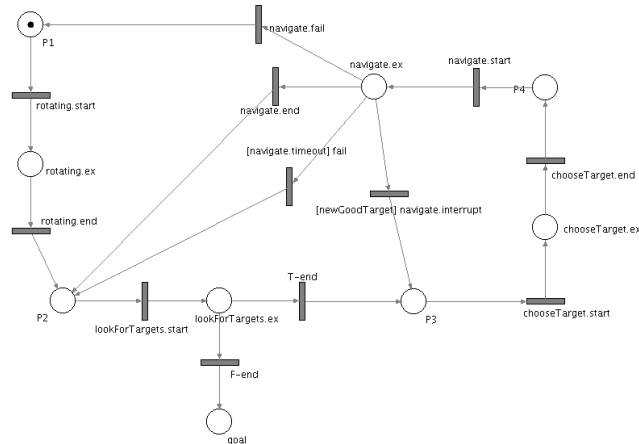 navigate.fail
P1
navigate.ex
navigate.start
P4
rotating.start
navigate.end
[navigate.timeout] fail
rotating.ex
chooseTarget.end
[newGoodTarget] navigate.interrupt
rotating.end
chooseTarget.ex
T-end
P2
lookForTargets.ex
P3
lookForTargets.start
chooseTarget.start
F-end
goal